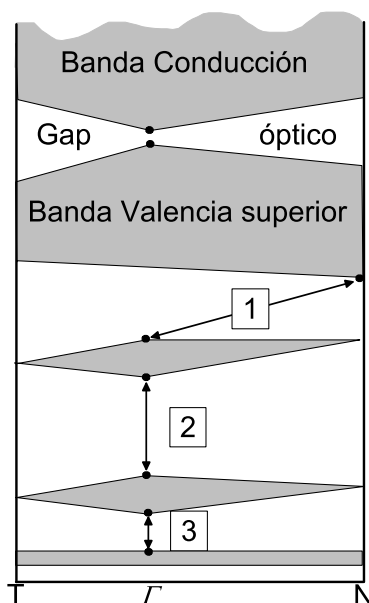 Banda Conducción
Gap óptico
Banda Valencia superior
1
2
3
T Γ N